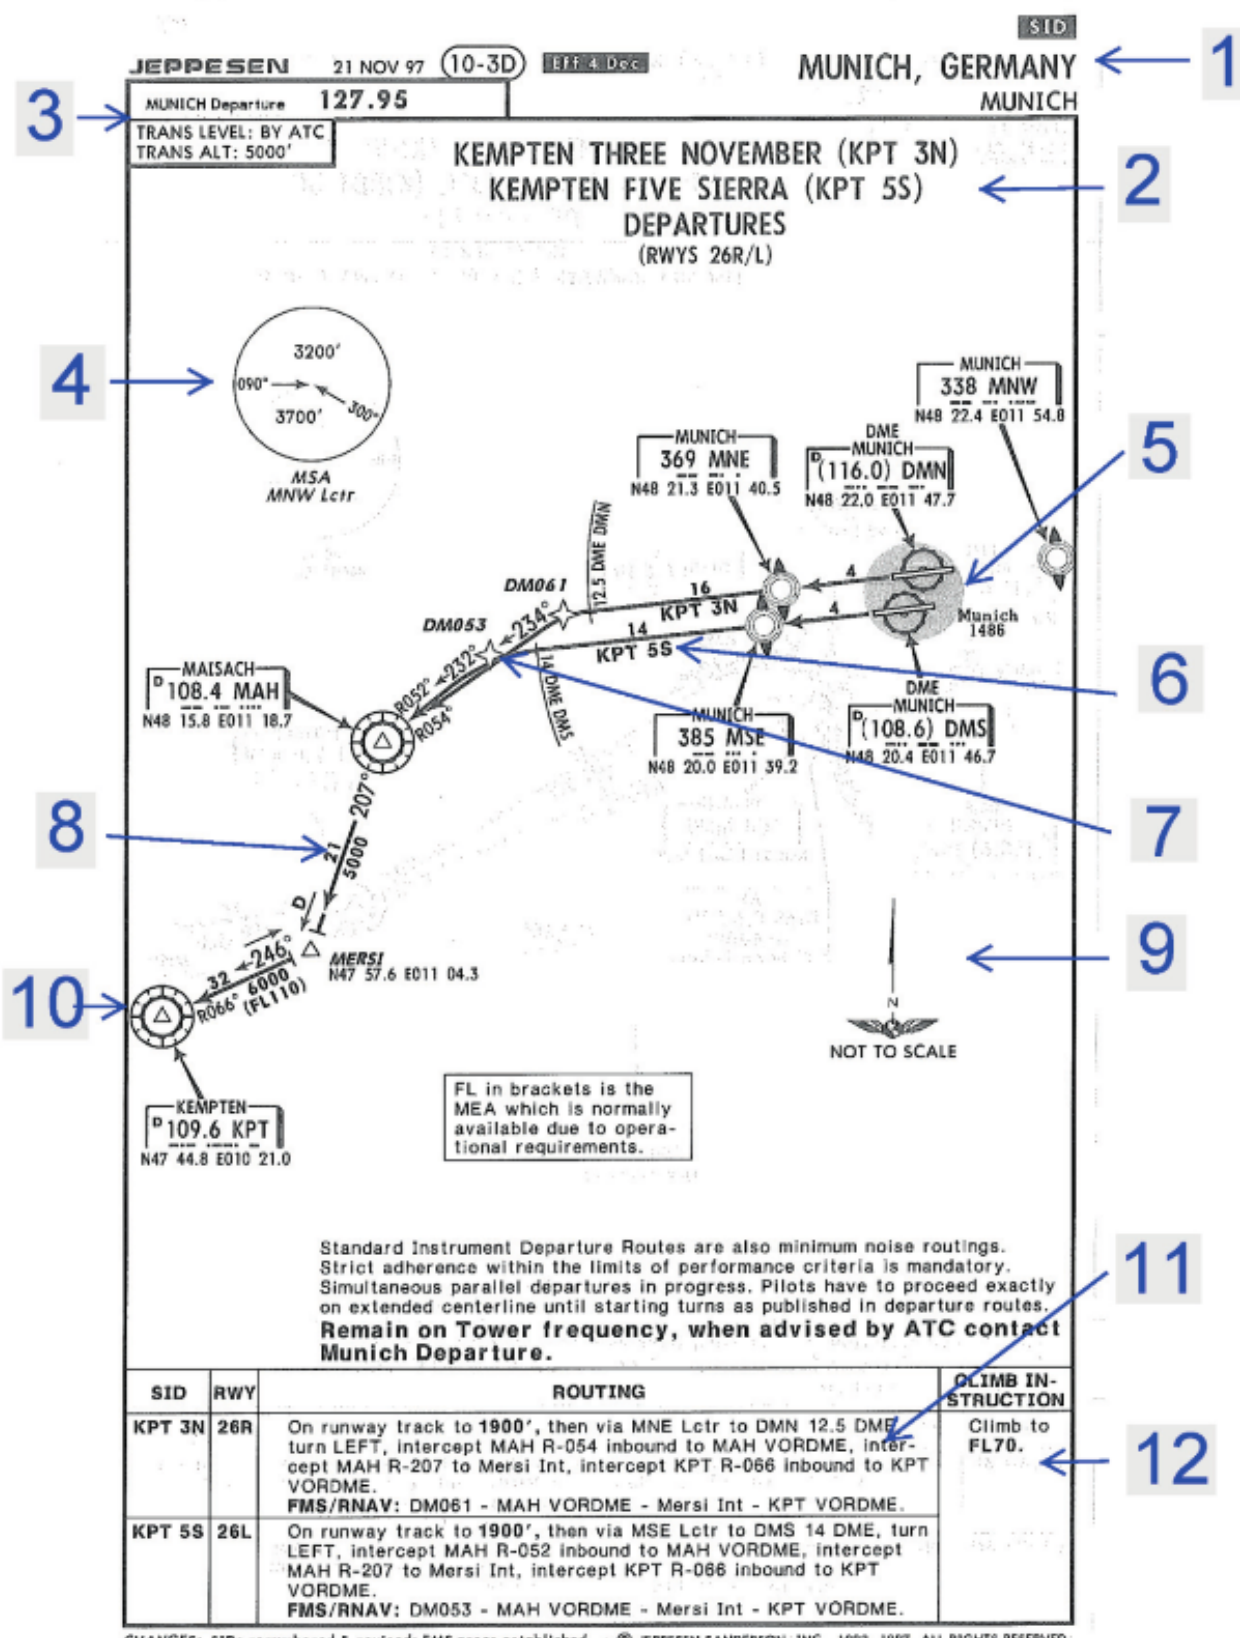 SID
JEPPESEN 21 NOV 97 10-3D Eff 4 Dec
MUNICH, GERMANY
MUNICH
1
MUNICH Departure 127.95
3
TRANS LEVEL: BY ATC
TRANS ALT: 5000'
KEMPTEN THREE NOVEMBER (KPT 3N)
KEMPTEN FIVE SIERRA (KPT 5S)
DEPARTURES
(RWYS 26R/L)
2
4
3200'
090°
300°
3700'
MSA
MNW Lctr
MUNICH
338 MNW
N48 22.4 E011 54.8
DME
MUNICH
D (116.0) DMN
N48 22.0 E011 47.7
5
MUNICH
369 MNE
N48 21.3 E011 40.5
12.5 DME DMN
DM061
16
KPT 3N
4
DM053
234°
14
KPT 5S
4
Munich
1486
6
232°
R052°
R054°
14 DME DMS
MAISACH
D 108.4 MAH
N48 15.8 E011 18.7
MUNICH
385 MSE
N48 20.0 E011 39.2
DME
MUNICH
D (108.6) DMS
N48 20.4 E011 46.7
7
8
207°
21
5000
D
MERSI
N47 57.6 E011 04.3
246°
32
R066° 6000
(FL110)
9
N
NOT TO SCALE
10
KEMPTEN
D 109.6 KPT
N47 44.8 E010 21.0
FL in brackets is the
MEA which is normally
available due to opera-
tional requirements.
Standard Instrument Departure Routes are also minimum noise routings.
Strict adherence within the limits of performance criteria is mandatory.
Simultaneous parallel departures in progress. Pilots have to proceed exactly
on extended centerline until starting turns as published in departure routes.
Remain on Tower frequency, when advised by ATC contact
Munich Departure.
11
SID RWY ROUTING CLIMB IN-
STRUCTION
KPT 3N 26R On runway track to 1900', then via MNE Lctr to DMN 12.5 DME
turn LEFT, intercept MAH R-054 inbound to MAH VORDME, inter-
cept MAH R-207 to Mersi Int, intercept KPT R-066 inbound to KPT
VORDME.
FMS/RNAV: DM061 - MAH VORDME - Mersi Int - KPT VORDME.
Climb to
FL70.
12
KPT 5S 26L On runway track to 1900', then via MSE Lctr to DMS 14 DME, turn
LEFT, intercept MAH R-052 inbound to MAH VORDME, intercept
MAH R-207 to Mersi Int, intercept KPT R-066 inbound to KPT
VORDME.
FMS/RNAV: DM053 - MAH VORDME - Mersi Int - KPT VORDME.